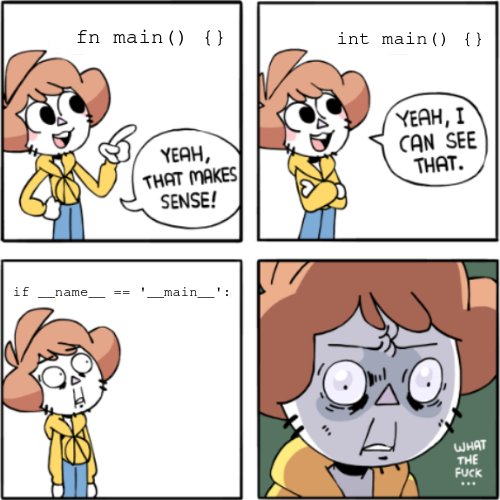 fn main() {}
YEAH,
THAT MAKES
SENSE!
int main() {}
YEAH, I
CAN SEE
THAT.
if __name__ == '__main__':
WHAT
THE
FUCK
...